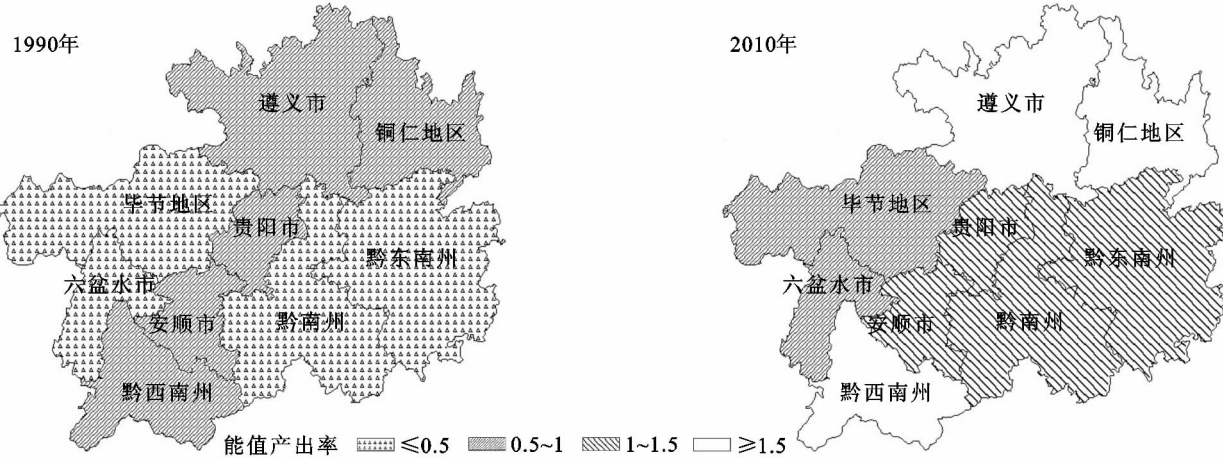 1990年
遵义市
铜仁地区
毕节地区
贵阳市
黔东南州
六盆水市
安顺市
黔南州
黔西南州
2010年
遵义市
铜仁地区
毕节地区
贵阳市
黔东南州
六盆水市
安顺市
黔南州
黔西南州
能值产出率 ≤0.5 0.5~1 1~1.5 ≥1.5